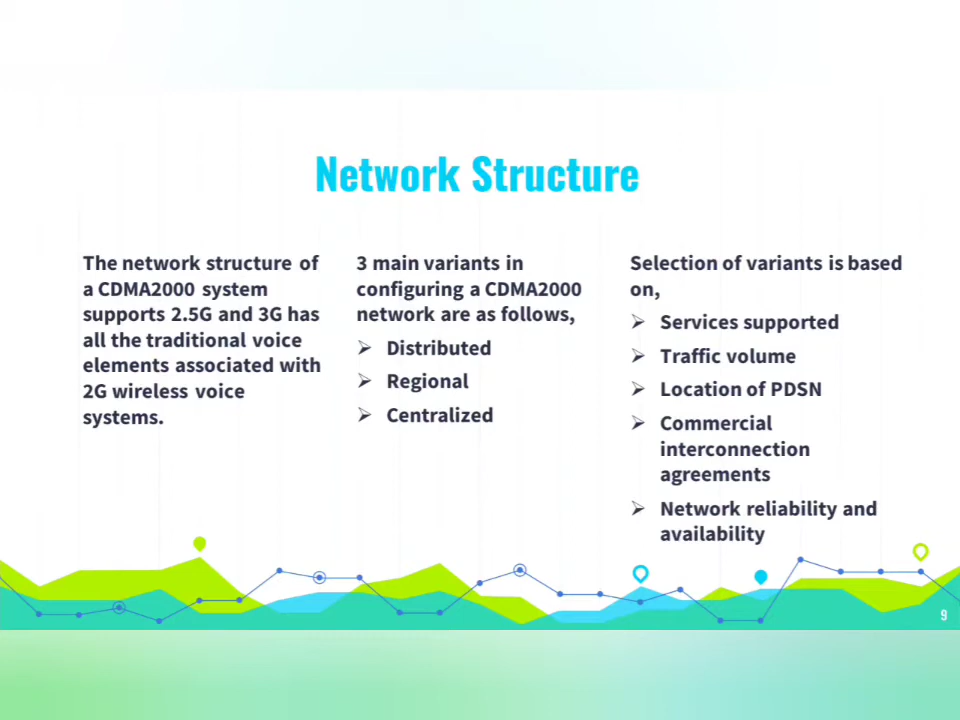 Network Structure
The network structure of
a CDMA2000 system
supports 2.5G and 3G has
all the traditional voice
elements associated with
2G wireless voice
systems.
3 main variants in
configuring a CDMA2000
network are as follows,
➢ Distributed
➢ Regional
➢ Centralized
Selection of variants is based
on,
➢ Services supported
➢ Traffic volume
➢ Location of PDSN
➢ Commercial
interconnection
agreements
➢ Network reliability and
availability
9